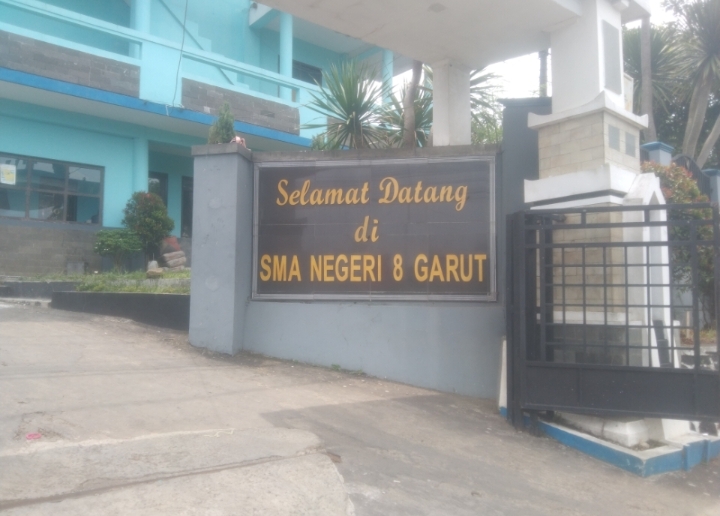 Selamat Datang
di
SMA NEGERI 8 GARUT